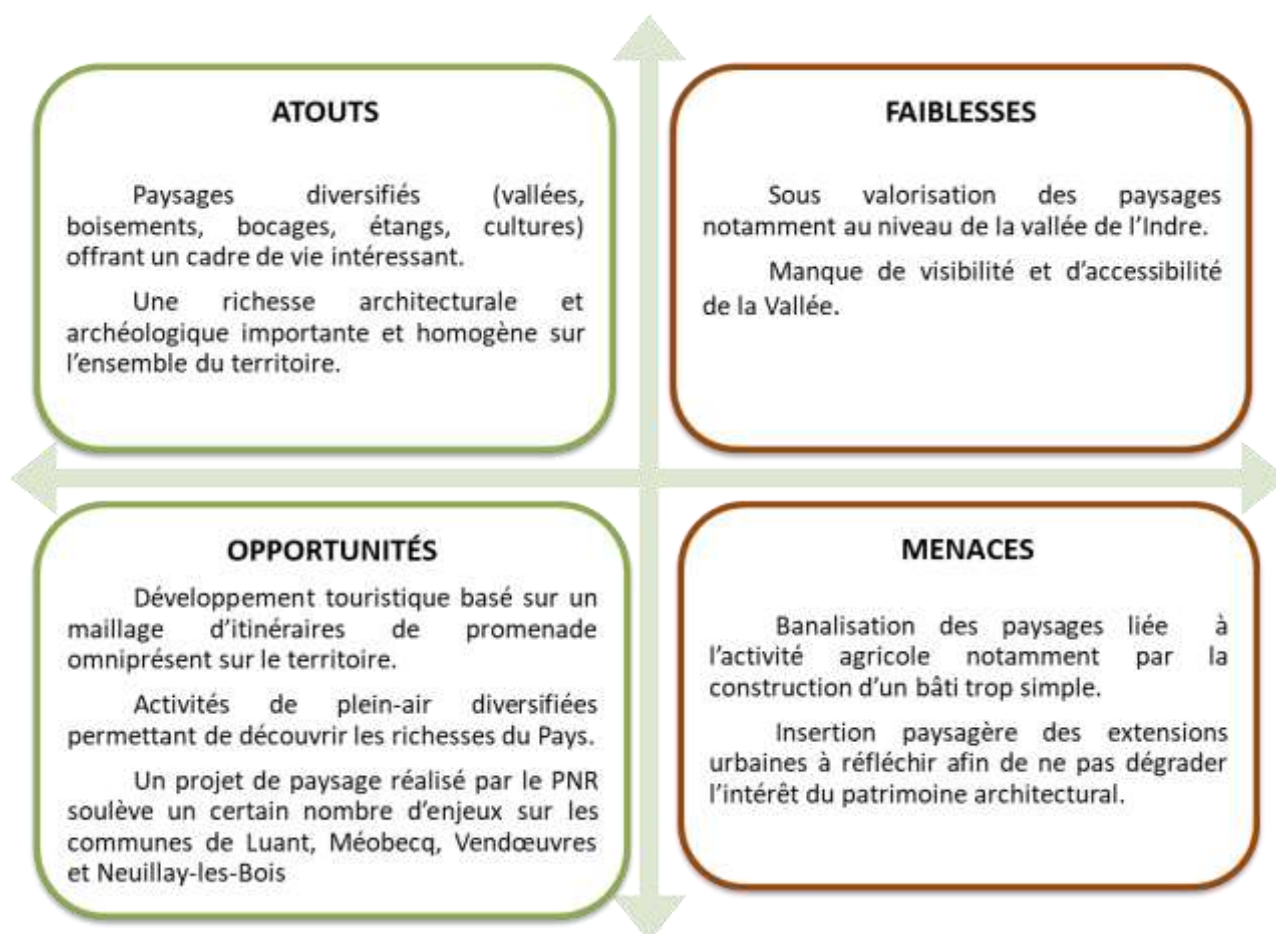 ATOUTS
Paysages diversifiés (vallées,
boisements, bocages, étangs, cultures)
offrant un cadre de vie intéressant.
Une richesse architecturale et
archéologique importante et homogène sur
l'ensemble du territoire.
FAIBLESSES
Sous valorisation des paysages
notamment au niveau de la vallée de l'Indre.
Manque de visibilité et d'accessibilité
de la Vallée.
OPPORTUNITÉS
Développement touristique basé sur un
maillage d'itinéraires de promenade
omniprésent sur le territoire.
Activités de plein-air diversifiées
permettant de découvrir les richesses du Pays.
Un projet de paysage réalisé par le PNR
soulève un certain nombre d'enjeux sur les
communes de Luant, Méobecq, Vendœuvres
et Neuillay-les-Bois
MENACES
Banalisation des paysages liée à
l'activité agricole notamment par la
construction d'un bâti trop simple.
Insertion paysagère des extensions
urbaines à réfléchir afin de ne pas dégrader
l'intérêt du patrimoine architectural.